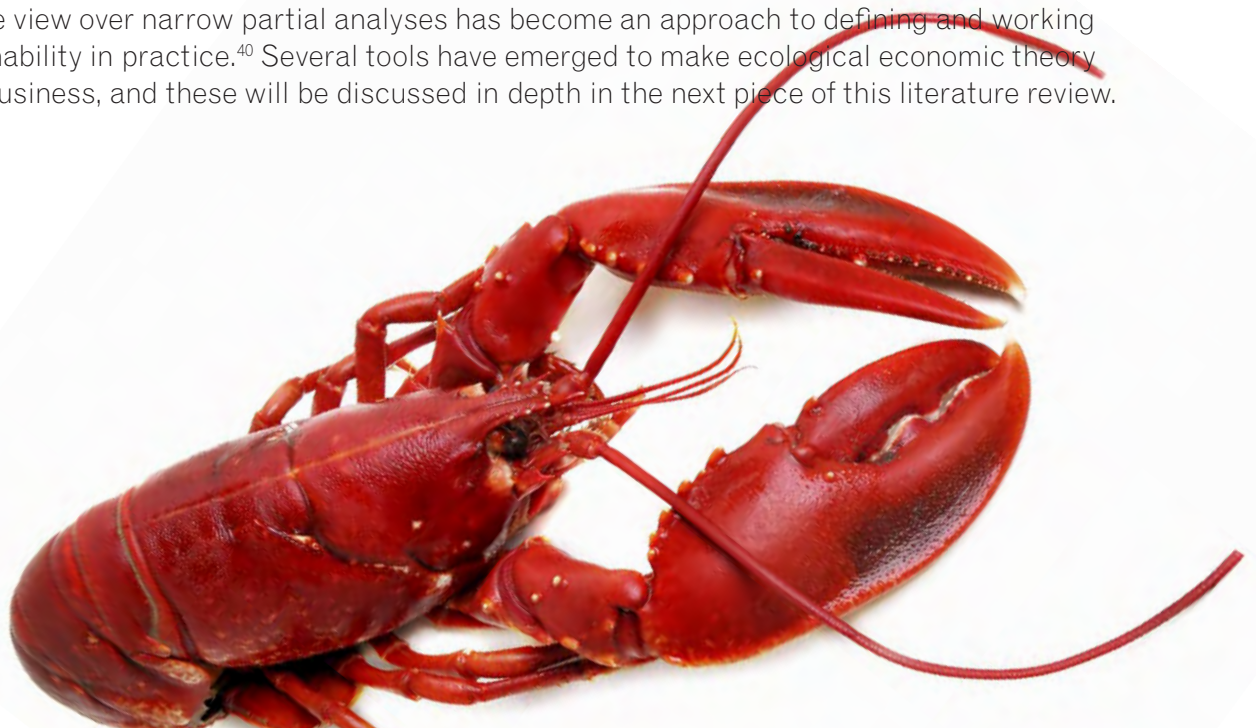 e view over narrow partial analyses has become an approach to defining and working
ability in practice.⁴⁰ Several tools have emerged to make ecological economic theory
usiness, and these will be discussed in depth in the next piece of this literature review.